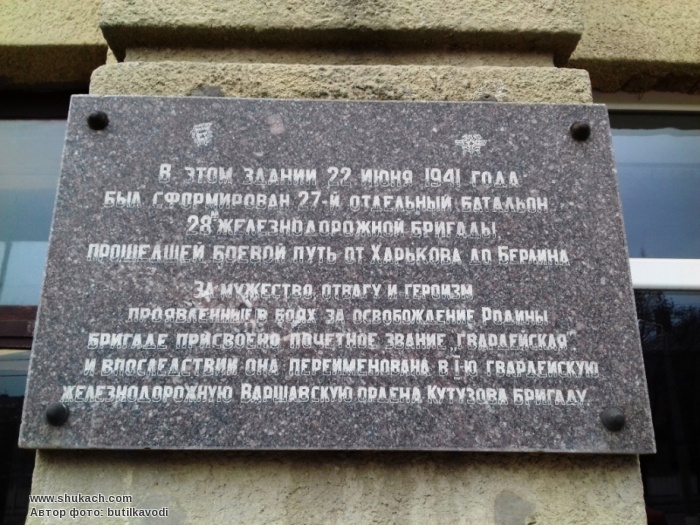 В ЭТОМ ЗДАНИИ 22 ИЮНЯ 1941 ГОДА
БЫЛ СФОРМИРОВАН 27-Й ОТДЕЛЬНЫЙ БАТАЛЬОН
28Й ЖЕЛЕЗНОДОРОЖНОЙ БРИГАДЫ,
ПРОШЕДШЕЙ БОЕВОЙ ПУТЬ ОТ ХАРЬКОВА ДО БЕРЛИНА
ЗА МУЖЕСТВО, ОТВАГУ И ГЕРОИЗМ
ПРОЯВЛЕННЫЕ В БОЯХ ЗА ОСВОБОЖДЕНИЕ РОДИНЫ
БРИГАДЕ ПРИСВОЕНО ПОЧЕТНОЕ ЗВАНИЕ "ГВАРДЕЙСКАЯ"
И ВПОСЛЕДСТВИИ ОНА ПЕРЕИМЕНОВАНА В 1-Ю ГВАРДЕЙСКУЮ
ЖЕЛЕЗНОДОРОЖНУЮ ВАРШАВСКУЮ ОРДЕНА КУТУЗОВА БРИГАДУ
www.shukach.com
Автор фото: butilkavodi